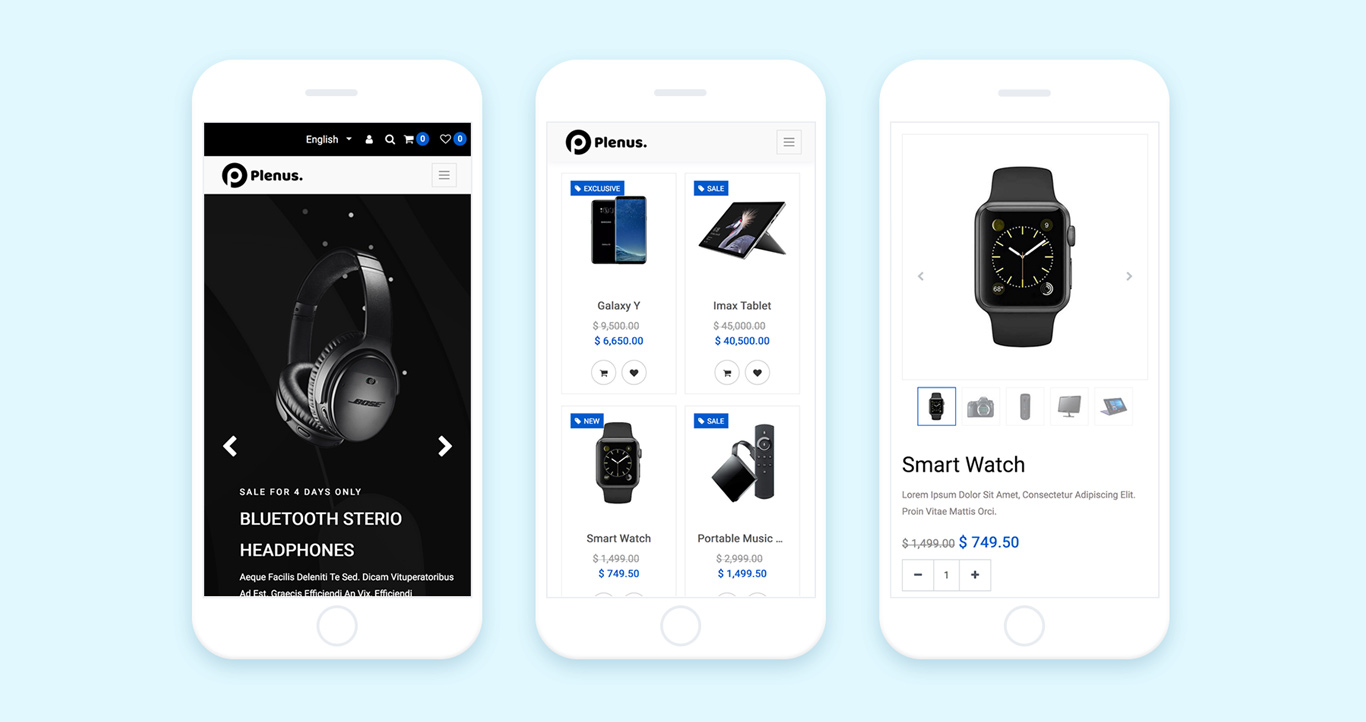 English
0
0
Plenus.
BOSE
SALE FOR 4 DAYS ONLY
BLUETOOTH STERIO
HEADPHONES
Aeque Facilis Deleniti Te Sed. Dicam Vituperatoribus
Ad Est. Graecis Efficiendi An Vix. Efficiendi
Plenus.
EXCLUSIVE
SALE
Galaxy Y
Imax Tablet
$ 9,500.00
$ 45,000.00
$ 6,650.00
$ 40,500.00
NEW
SALE
Smart Watch
Portable Music ...
$ 1,499.00
$ 2,999.00
$ 749.50
$ 1,499.50
9
68°
Smart Watch
Lorem Ipsum Dolor Sit Amet, Consectetur Adipiscing Elit.
Proin Vitae Mattis Orci.
$ 1,499.00 $ 749.50
− 1 +